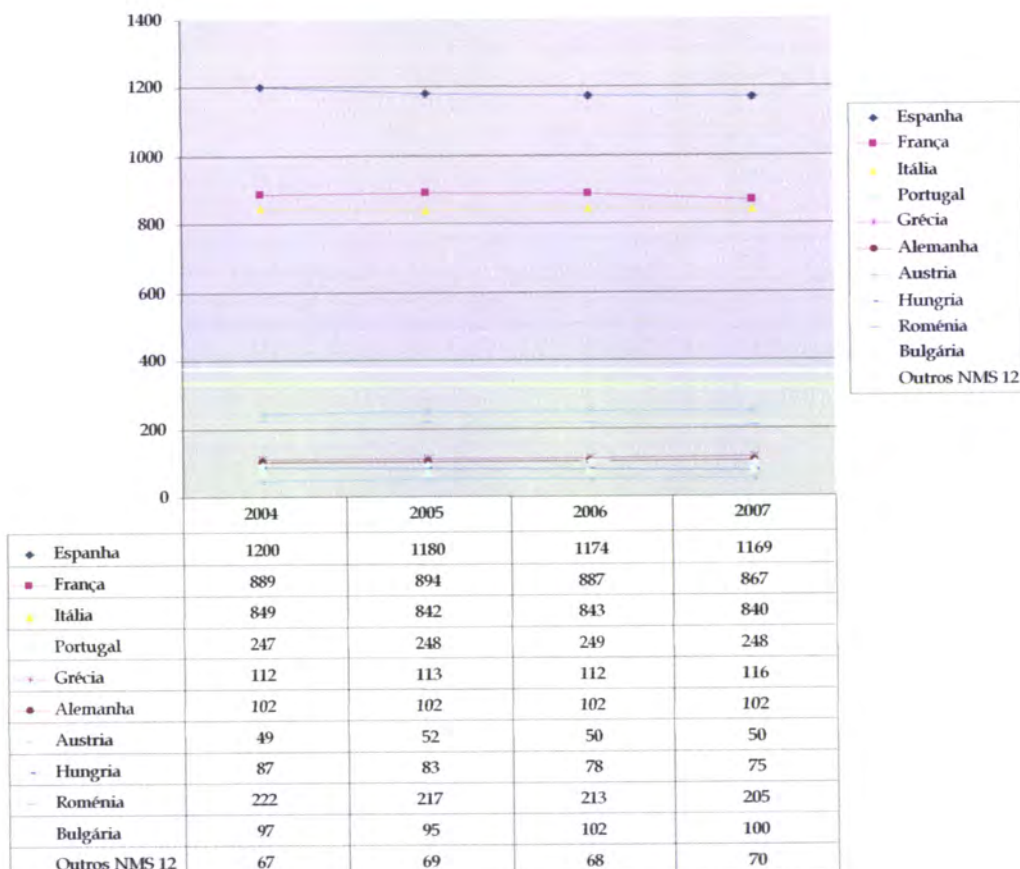 1400
1200
1000
800
600
400
200
0
Espanha
França
Itália
Portugal
Grécia
Alemanha
Austria
Hungria
Roménia
Bulgária
Outros NMS 12
2004 2005 2006 2007
Espanha 1200 1180 1174 1169
França 889 894 887 867
Itália 849 842 843 840
Portugal 247 248 249 248
Grécia 112 113 112 116
Alemanha 102 102 102 102
Austria 49 52 50 50
Hungria 87 83 78 75
Roménia 222 217 213 205
Bulgária 97 95 102 100
Outros NMS 12 67 69 68 70